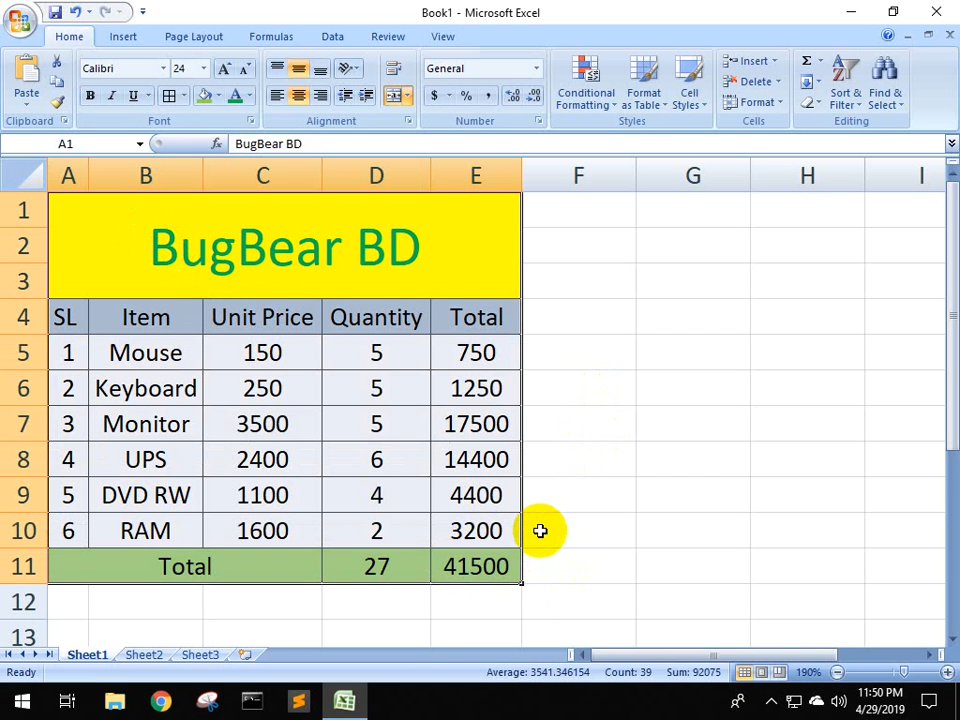 Book1 - Microsoft Excel
Home Insert Page Layout Formulas Data Review View
Paste
Calibri 24 A A
B I U A
General
$ % , .00 .0
Conditional Formatting Format as Table Cell Styles
Insert
Delete
Format
Σ
Sort & Filter Find & Select
Clipboard Font Alignment Number Styles Cells Editing
A1 fx BugBear BD
A B C D E F G H I
1
2 BugBear BD
3
4 SL Item Unit Price Quantity Total
5 1 Mouse 150 5 750
6 2 Keyboard 250 5 1250
7 3 Monitor 3500 5 17500
8 4 UPS 2400 6 14400
9 5 DVD RW 1100 4 4400
10 6 RAM 1600 2 3200
11 Total 27 41500
12
13
Sheet1 Sheet2 Sheet3
Ready Average: 3541.346154 Count: 39 Sum: 92075 190%
11:50 PM
4/29/2019